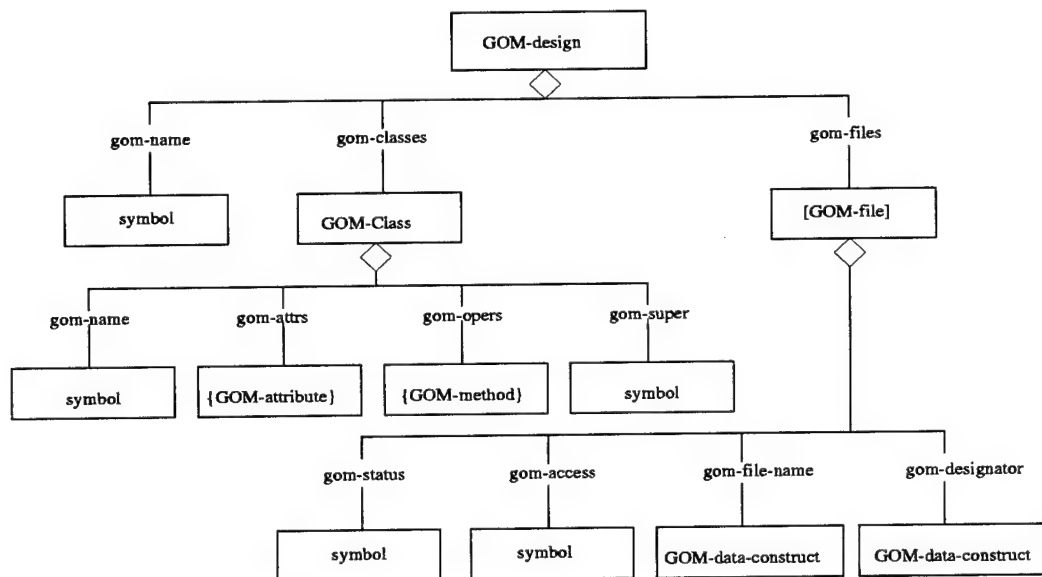 GOM-design
gom-name
gom-classes
gom-files
symbol
GOM-Class
[GOM-file]
gom-name
gom-attrs
gom-opers
gom-super
symbol
{GOM-attribute}
{GOM-method}
symbol
gom-status
gom-access
gom-file-name
gom-designator
symbol
symbol
GOM-data-construct
GOM-data-construct